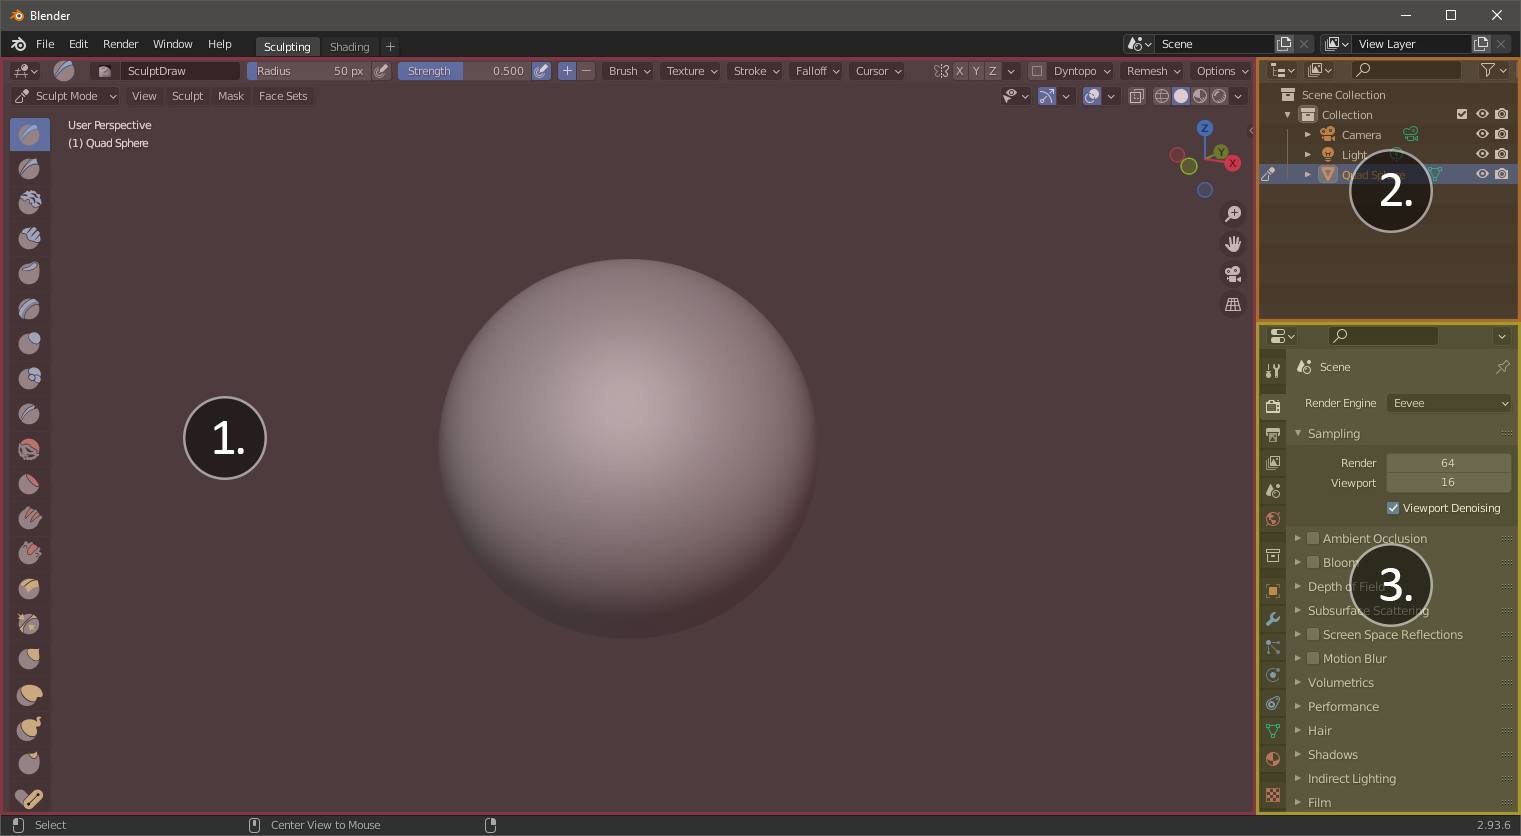 Blender
File Edit Render Window Help Sculpting Shading + Scene View Layer
SculptDraw Radius 50 px Strength 0.500 Brush Texture Stroke Falloff Cursor X Y Z Dyntopo Remesh Options
Sculpt Mode View Sculpt Mask Face Sets
User Perspective
(1) Quad Sphere
Z
Y
X
1.
Scene Collection
Collection
Camera
Light
Quad Sphere
2.
Scene
Render Engine Eevee
Sampling
Render 64
Viewport 16
Viewport Denoising
Ambient Occlusion
Bloom
Depth of Field
3.
Subsurface Scattering
Screen Space Reflections
Motion Blur
Volumetrics
Performance
Hair
Shadows
Indirect Lighting
Film
Select Center View to Mouse 2.93.6